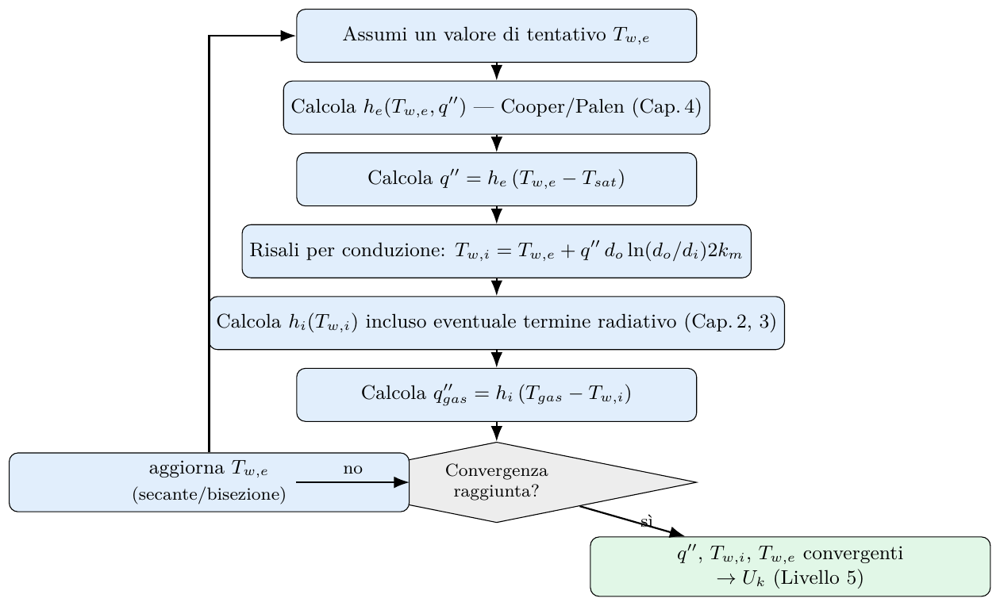 Assumi un valore di tentativo $T_{w,e}$
Calcola $h_e(T_{w,e}, q'')$ — Cooper/Palen (Cap. 4)
Calcola $q'' = h_e (T_{w,e} - T_{sat})$
Risali per conduzione: $T_{w,i} = T_{w,e} + q'' d_o \ln(d_o/d_i) 2k_m$
Calcola $h_i(T_{w,i})$ incluso eventuale termine radiativo (Cap. 2, 3)
Calcola $q''_{gas} = h_i (T_{gas} - T_{w,i})$
Convergenza
raggiunta?
no
aggiorna $T_{w,e}$
(secante/bisezione)
sì
$q''$, $T_{w,i}$, $T_{w,e}$ convergenti
$\rightarrow U_k$ (Livello 5)